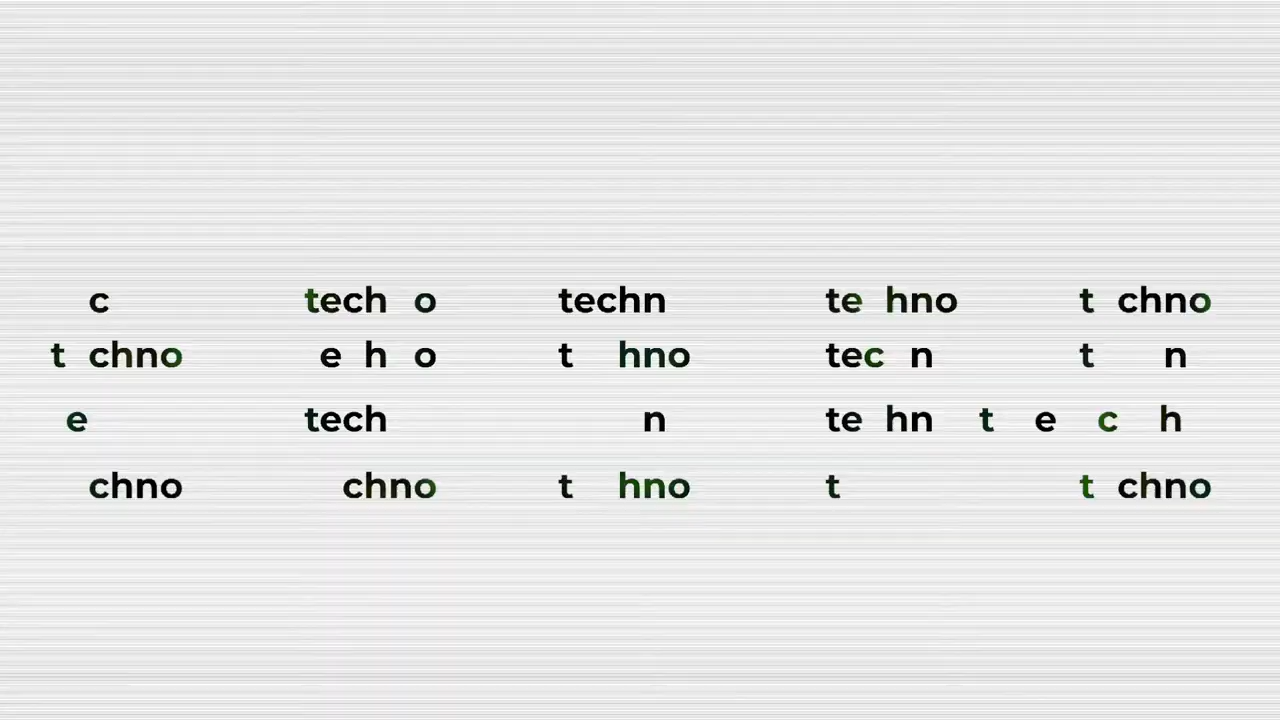 c tech o techn te hno t chno
t chno e h o t hno tec n t n
e tech n te hn t e c h
chno chno t hno t t chno